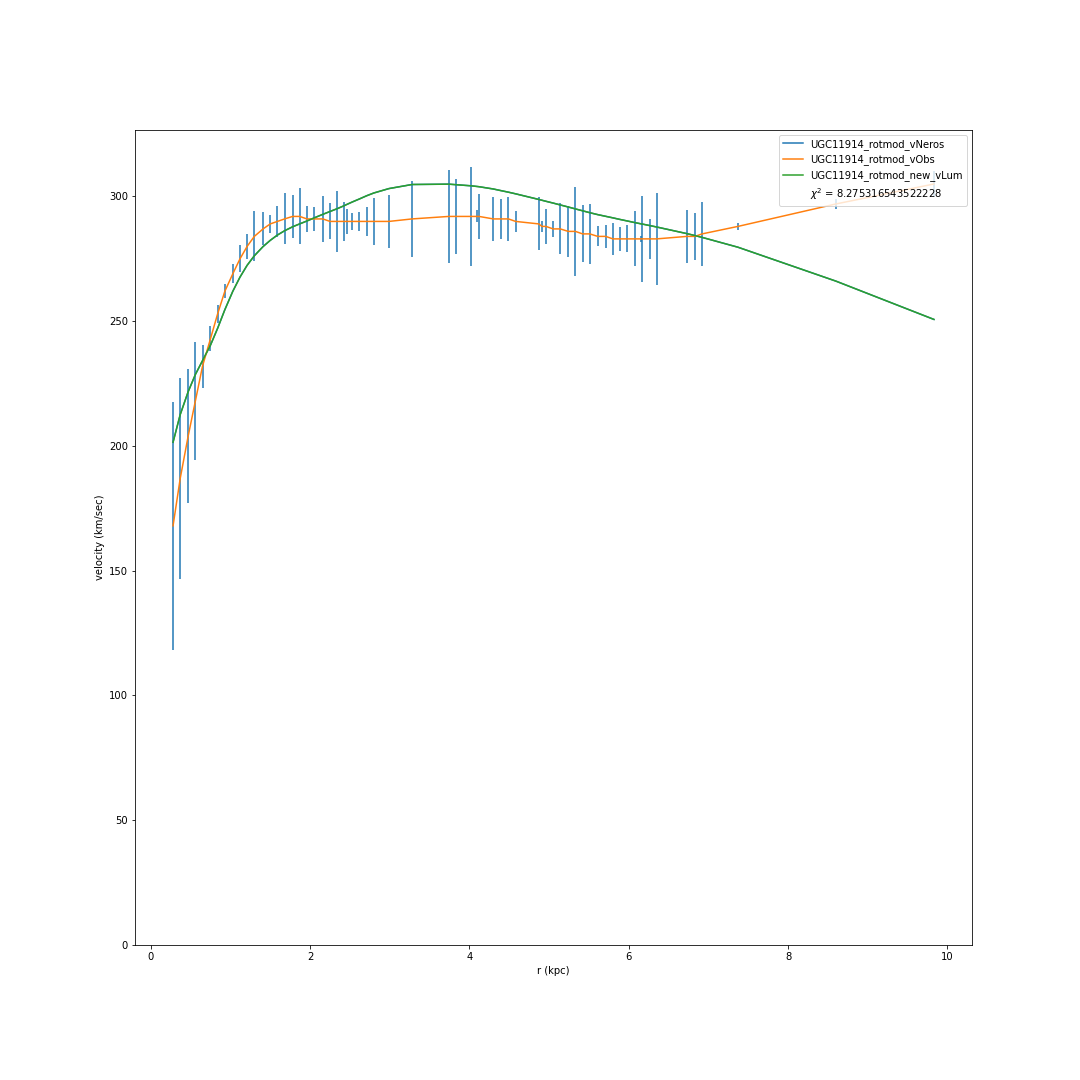 UGC11914_rotmod_vNeros
UGC11914_rotmod_vObs
UGC11914_rotmod_new_vLum
χ² = 8.275316543522228
300
250
200
150
100
50
0
velocity (km/sec)
0 2 4 6 8 10
r (kpc)